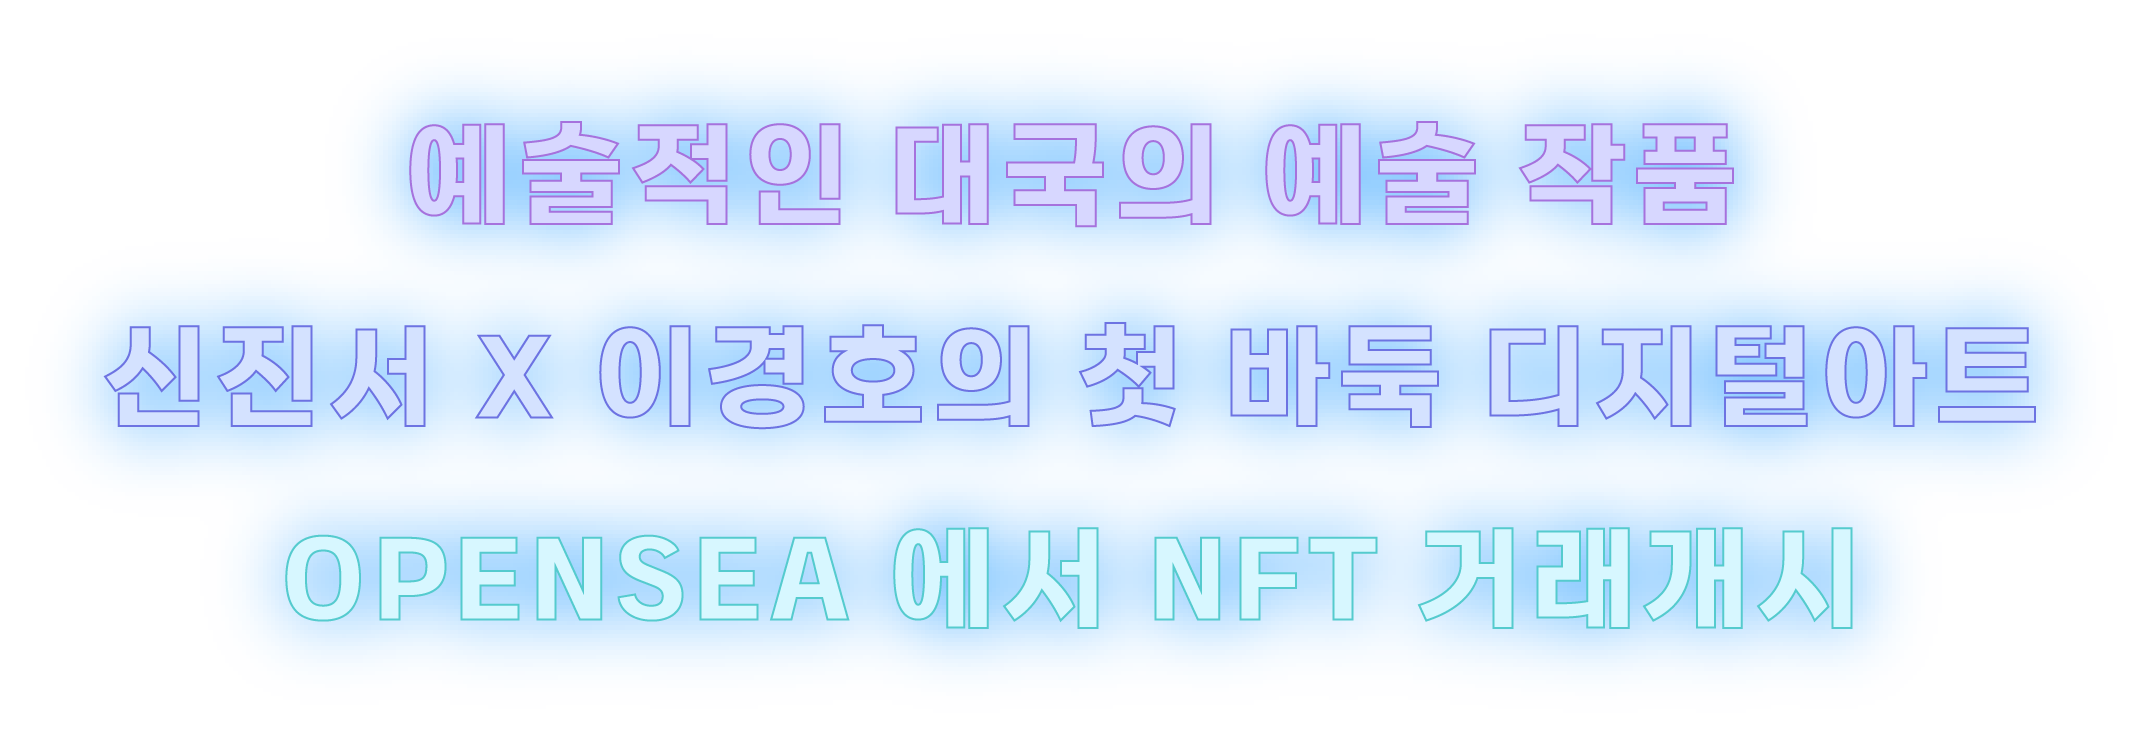 예술적인 대국의 예술 작품
신진서 X 이경호의 첫 바둑 디지털아트
OPENSEA 에서 NFT 거래개시